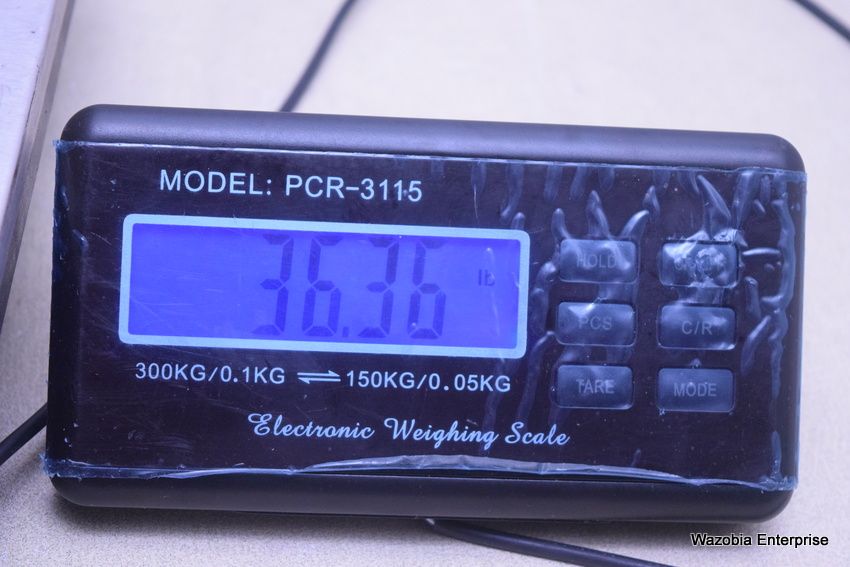 MODEL: PCR-3115
36.36 lb
HOLD
PCS C/R
TARE MODE
300KG/0.1KG ⇌ 150KG/0.05KG
Electronic Weighing Scale
Wazobia Enterprise